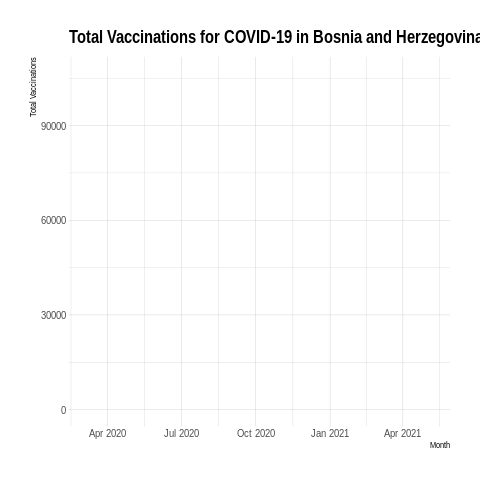 Total Vaccinations for COVID-19 in Bosnia and Herzegovina
Total Vaccinations
90000
60000
30000
0
Apr 2020 Jul 2020 Oct 2020 Jan 2021 Apr 2021
Month